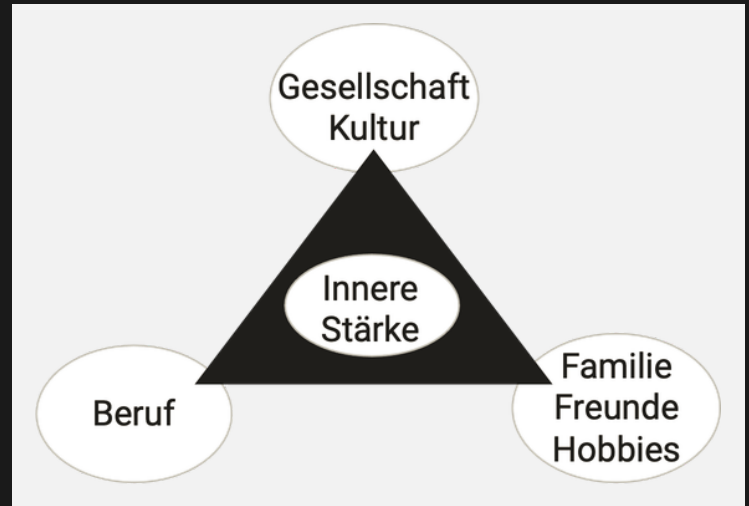 Gesellschaft
Kultur
Innere
Stärke
Beruf
Familie
Freunde
Hobbies